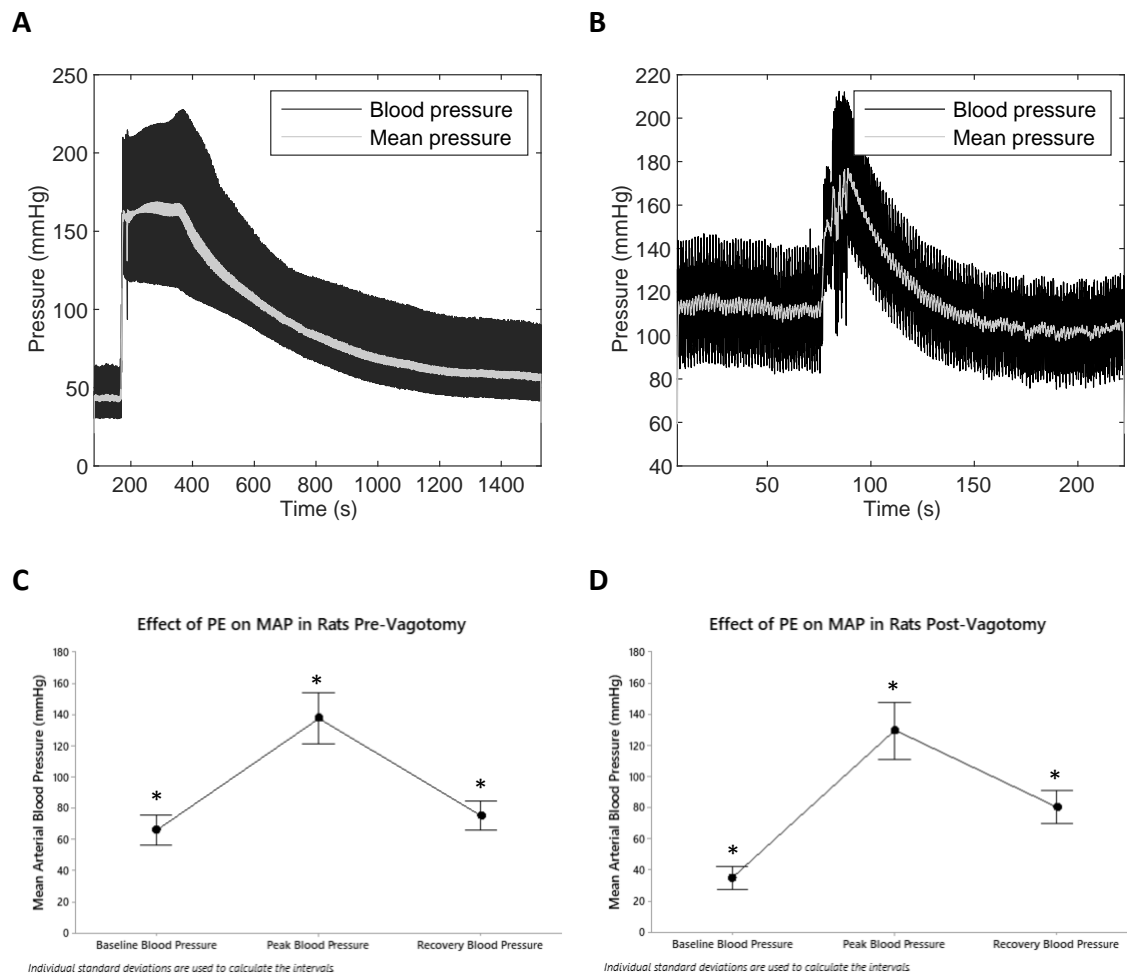 A
250
200
150
100
50
0
Pressure (mmHg)
Blood pressure
Mean pressure
200 400 600 800 1000 1200 1400
Time (s)
B
220
200
180
160
140
120
100
80
60
40
Pressure (mmHg)
Blood pressure
Mean pressure
50 100 150 200
Time (s)
C
Effect of PE on MAP in Rats Pre-Vagotomy
180
160
140
120
100
80
60
40
20
0
Mean Arterial Blood Pressure (mmHg)
*
*
*
Baseline Blood Pressure Peak Blood Pressure Recovery Blood Pressure
Individual standard deviations are used to calculate the intervals.
D
Effect of PE on MAP in Rats Post-Vagotomy
180
160
140
120
100
80
60
40
20
0
Mean Arterial Blood Pressure (mmHg)
*
*
*
Baseline Blood Pressure Peak Blood Pressure Recovery Blood Pressure
Individual standard deviations are used to calculate the intervals.